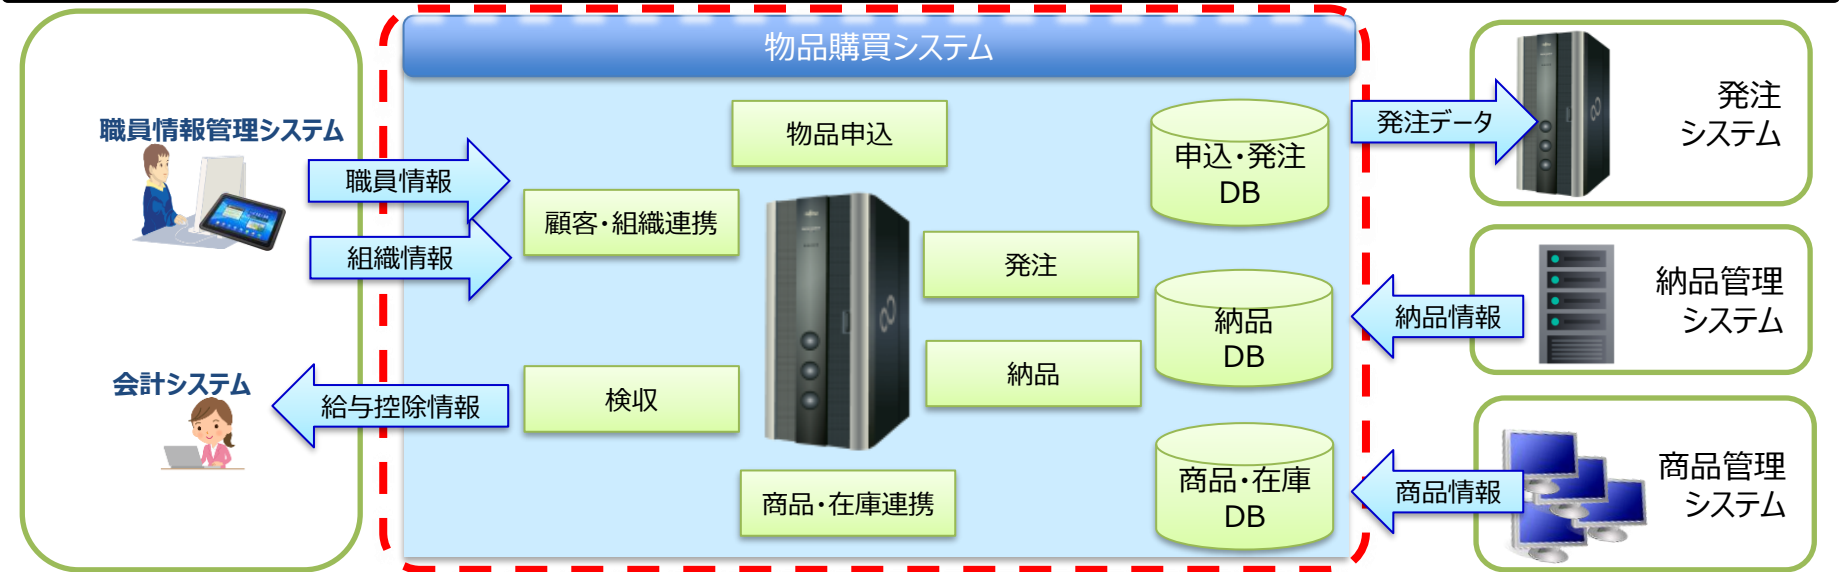 物品購買システム
職員情報管理システム
職員情報
組織情報
会計システム
給与控除情報
物品申込
顧客・組織連携
検収
商品・在庫連携
発注
納品
申込・発注
DB
納品
DB
商品・在庫
DB
発注データ
納品情報
商品情報
発注
システム
納品管理
システム
商品管理
システム